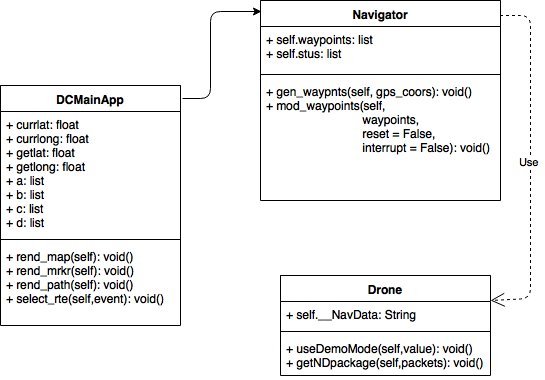 Navigator
+ self.waypoints: list
+ self.stus: list
+ gen_waypnts(self, gps_coors): void()
+ mod_waypoints(self,
waypoints,
reset = False,
interrupt = False): void()
DCMainApp
+ currlat: float
+ currlong: float
+ getlat: float
+ getlong: float
+ a: list
+ b: list
+ c: list
+ d: list
+ rend_map(self): void()
+ rend_mrkr(self): void()
+ rend_path(self): void()
+ select_rte(self,event): void()
Use
Drone
+ self.__NavData: String
+ useDemoMode(self,value): void()
+ getNDpackage(self,packets): void()